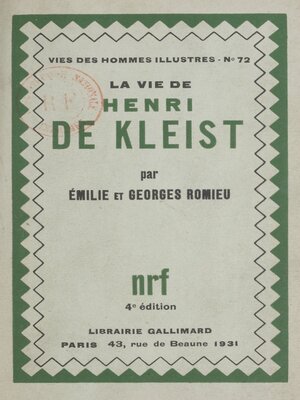 VIES DES HOMMES ILLUSTRES - Nº 72
LA VIE DE
HENRI
DE KLEIST
par
ÉMILIE ET GEORGES ROMIEU
nrf
4e édition
LIBRAIRIE GALLIMARD
PARIS 43, rue de Beaune 1931